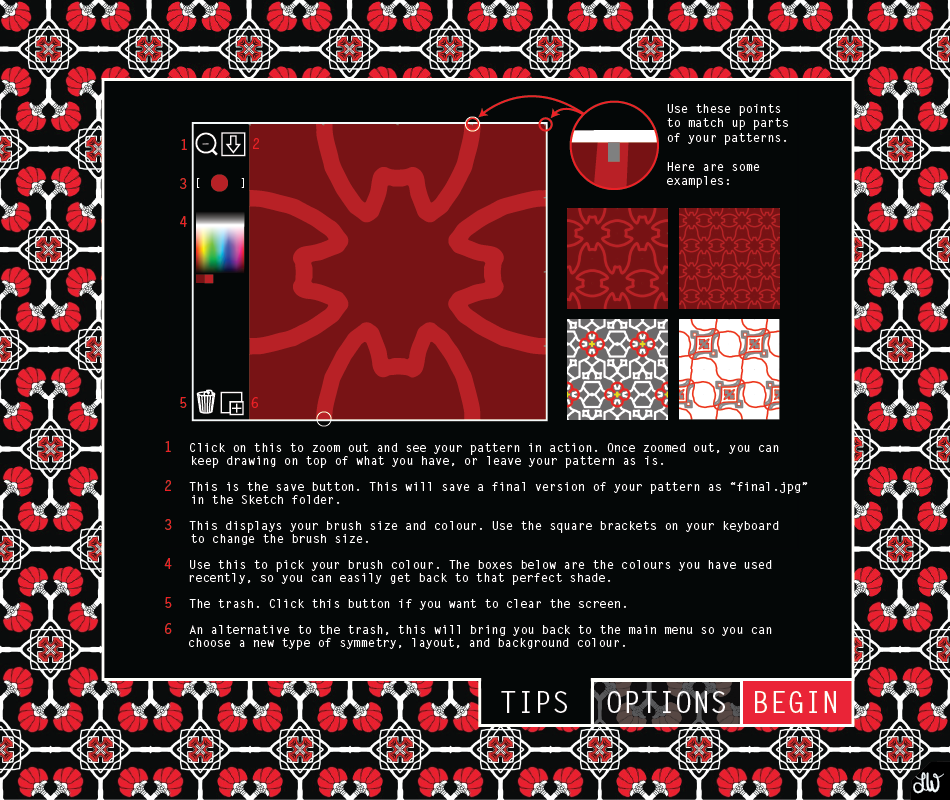 Use these points
to match up parts
of your patterns.
Here are some
examples:
1
2
3 [ ]
4
5
6
1 Click on this to zoom out and see your pattern in action. Once zoomed out, you can
keep drawing on top of what you have, or leave your pattern as is.
2 This is the save button. This will save a final version of your pattern as “final.jpg”
in the Sketch folder.
3 This displays your brush size and colour. Use the square brackets on your keyboard
to change the brush size.
4 Use this to pick your brush colour. The boxes below are the colours you have used
recently, so you can easily get back to that perfect shade.
5 The trash. Click this button if you want to clear the screen.
6 An alternative to the trash, this will bring you back to the main menu so you can
choose a new type of symmetry, layout, and background colour.
TIPS OPTIONS BEGIN
LW